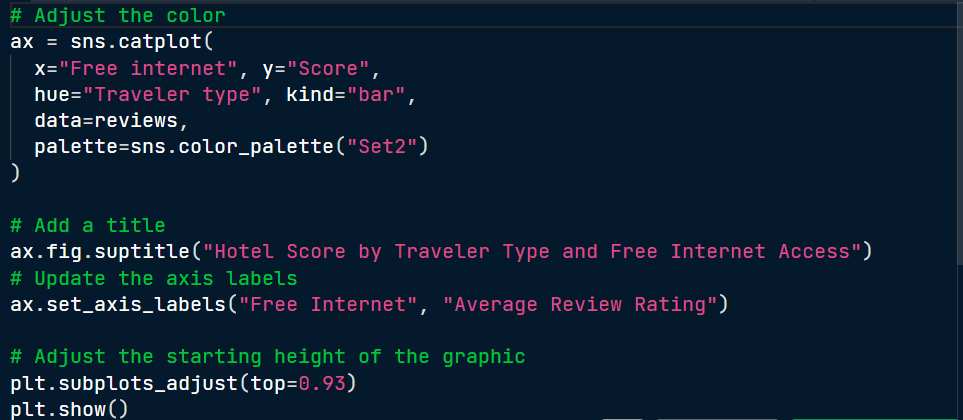 # Adjust the color
ax = sns.catplot(
  x="Free internet", y="Score",
  hue="Traveler type", kind="bar",
  data=reviews,
  palette=sns.color_palette("Set2")
)

# Add a title
ax.fig.suptitle("Hotel Score by Traveler Type and Free Internet Access")
# Update the axis labels
ax.set_axis_labels("Free Internet", "Average Review Rating")

# Adjust the starting height of the graphic
plt.subplots_adjust(top=0.93)
plt.show()